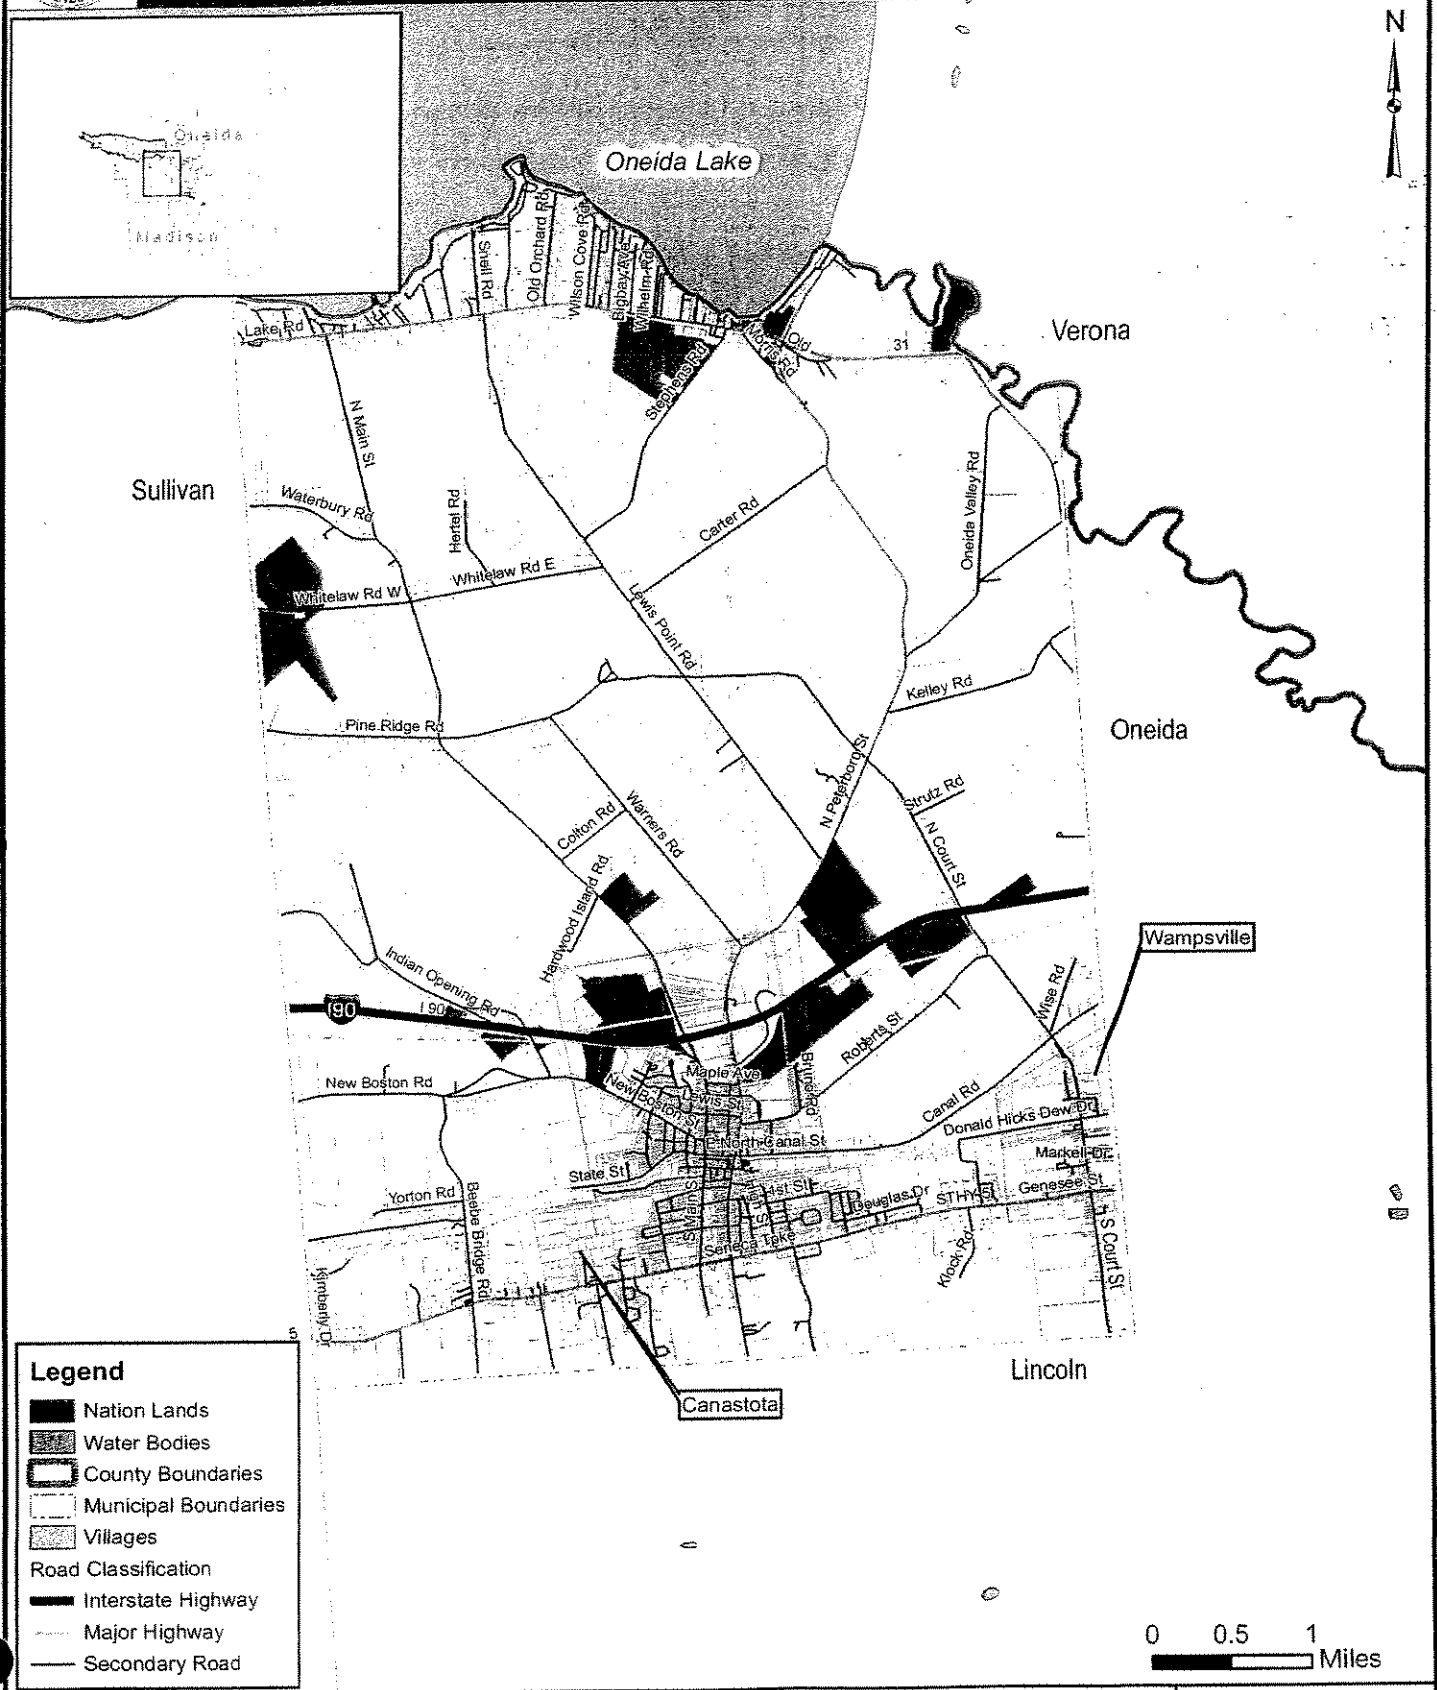 N
Oneida
Madison
Oneida Lake
Snell Rd
Old Orchard Rd
Wilson Cove Rd
Bigbay Ave
Wilhelm Rd
Lake Rd
Morris Rd
Old
31
Verona
Stephens Rd
N Main St
Sullivan
Waterbury Rd
Hertel Rd
Carter Rd
Oneida Valley Rd
Whitelaw Rd E
Whitelaw Rd W
Lewis Point Rd
Kelley Rd
Pine Ridge Rd
Oneida
N Peterboro St
Strutz Rd
Colton Rd
Warners Rd
N Court St
Hardwood Island Rd
Wampsville
Indian Opening Rd
I90
I 90
Wise Rd
Roberts St
New Boston Rd
Maple Ave
Bruno Rd
New Boston St
Lewis St
Canal Rd
Donald Hicks Dew Dr
E North Canal St
Markell Dr
State St
Genesee St
1st St
Douglas Dr
STHY 5
Yorton Rd
Beebe Bridge Rd
S Main St
Seneca Tpke
Klock Rd
S Court St
Kimberly Dr
5
Lincoln
Canastota
Legend
Nation Lands
Water Bodies
County Boundaries
Municipal Boundaries
Villages
Road Classification
Interstate Highway
Major Highway
Secondary Road
0 0.5 1
Miles